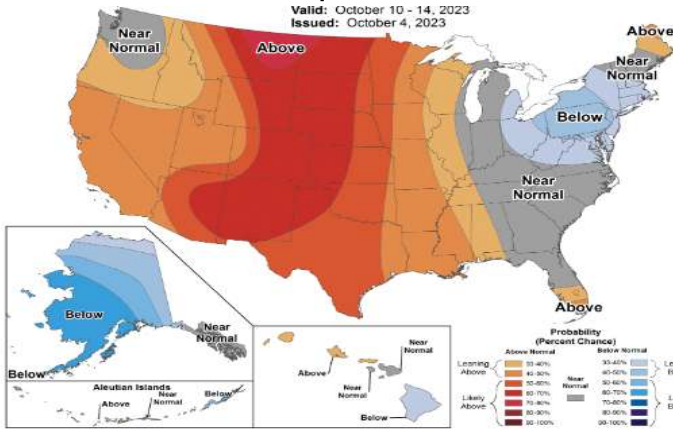 Valid: October 10 - 14, 2023
Issued: October 4, 2023
Near
Normal
Above
Above
Near
Normal
Below
Near
Normal
Above
Below
Near
Normal
Below
Aleutian Islands
Above
Near
Normal
Below
Above
Near
Normal
Near
Normal
Below
Probability
(Percent Chance)
Above Normal
Below Normal
Leaning
Above
Likely
Above
33-40%
40-50%
50-60%
60-70%
70-80%
80-90%
90-100%
Near
Normal
33-40%
40-50%
50-60%
60-70%
70-80%
80-90%
90-100%